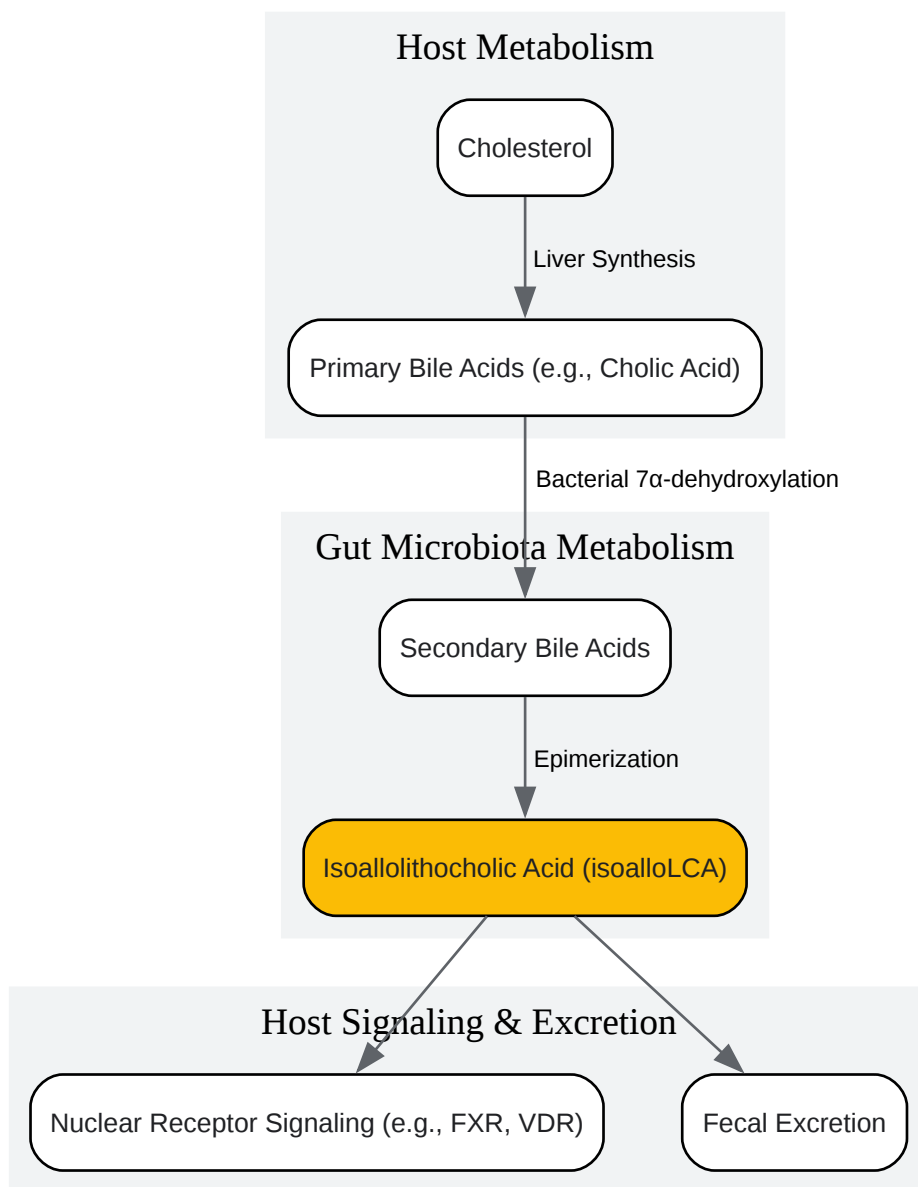 Host Metabolism
Cholesterol
Liver Synthesis
Primary Bile Acids (e.g., Cholic Acid)
Bacterial 7α-dehydroxylation
Gut Microbiota Metabolism
Secondary Bile Acids
Epimerization
Isoallolithocholic Acid (isoalloLCA)
Host Signaling & Excretion
Nuclear Receptor Signaling (e.g., FXR, VDR)
Fecal Excretion